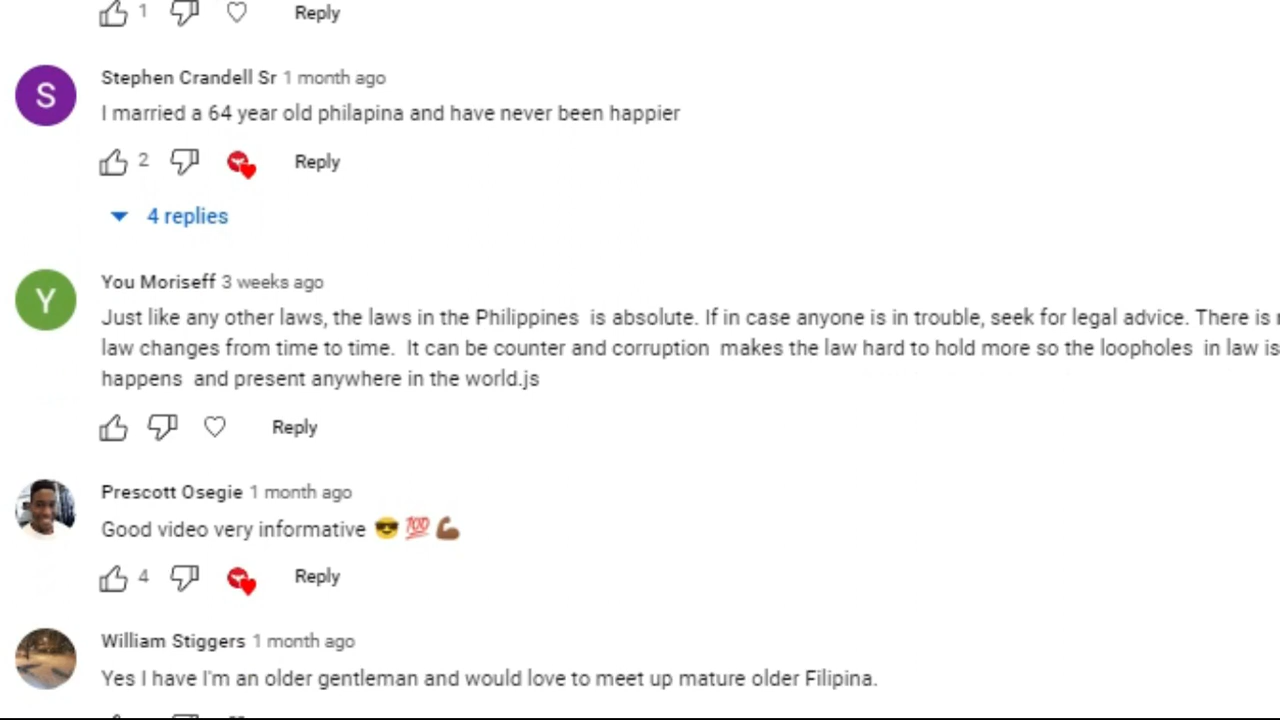 1 Reply
S
Stephen Crandell Sr 1 month ago
I married a 64 year old philapina and have never been happier
2 Reply
4 replies
Y
You Moriseff 3 weeks ago
Just like any other laws, the laws in the Philippines is absolute. If in case anyone is in trouble, seek for legal advice. There is
law changes from time to time. It can be counter and corruption makes the law hard to hold more so the loopholes in law is
happens and present anywhere in the world.js
Reply
Prescott Osegie 1 month ago
Good video very informative 😎 💯 💪🏾
4 Reply
William Stiggers 1 month ago
Yes I have I'm an older gentleman and would love to meet up mature older Filipina.